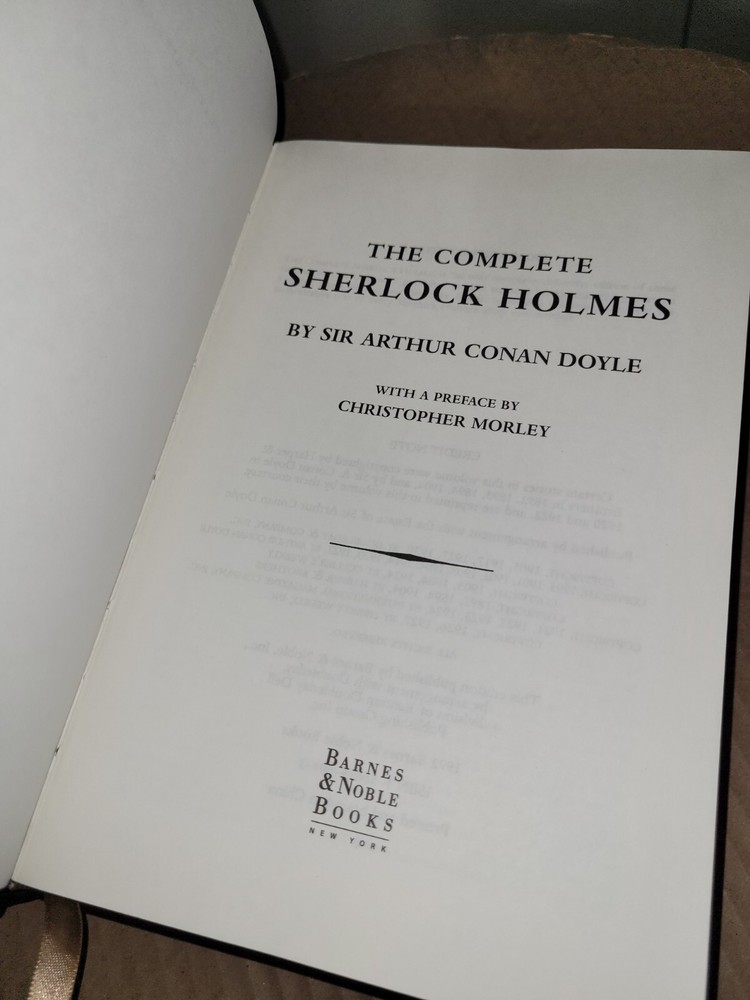 THE COMPLETE
SHERLOCK HOLMES
BY SIR ARTHUR CONAN DOYLE
WITH A PREFACE BY
CHRISTOPHER MORLEY
BARNES
& NOBLE
BOOKS
NEW YORK